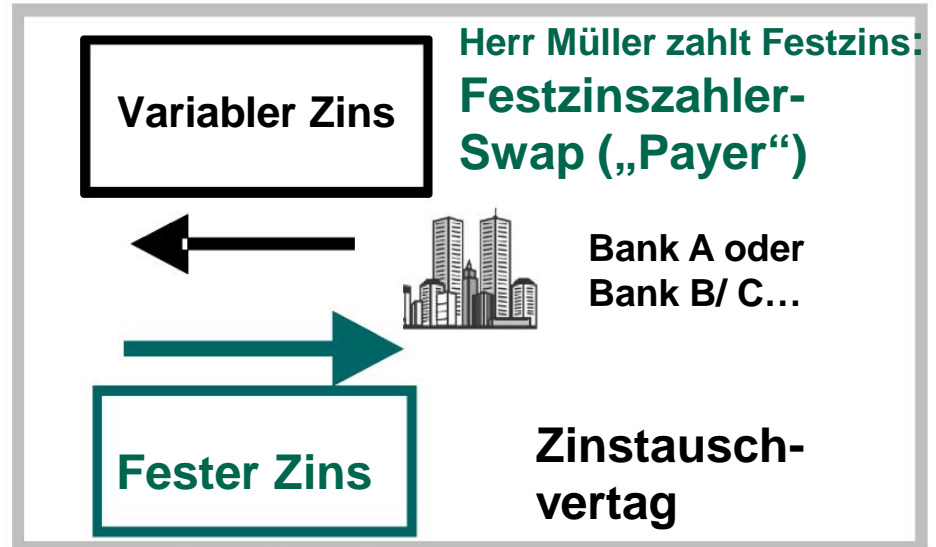 Herr Müller zahlt Festzins:
Festzinszahler-
Swap („Payer“)
Variabler Zins
Bank A oder
Bank B/ C…
Fester Zins
Zinstausch-
vertag